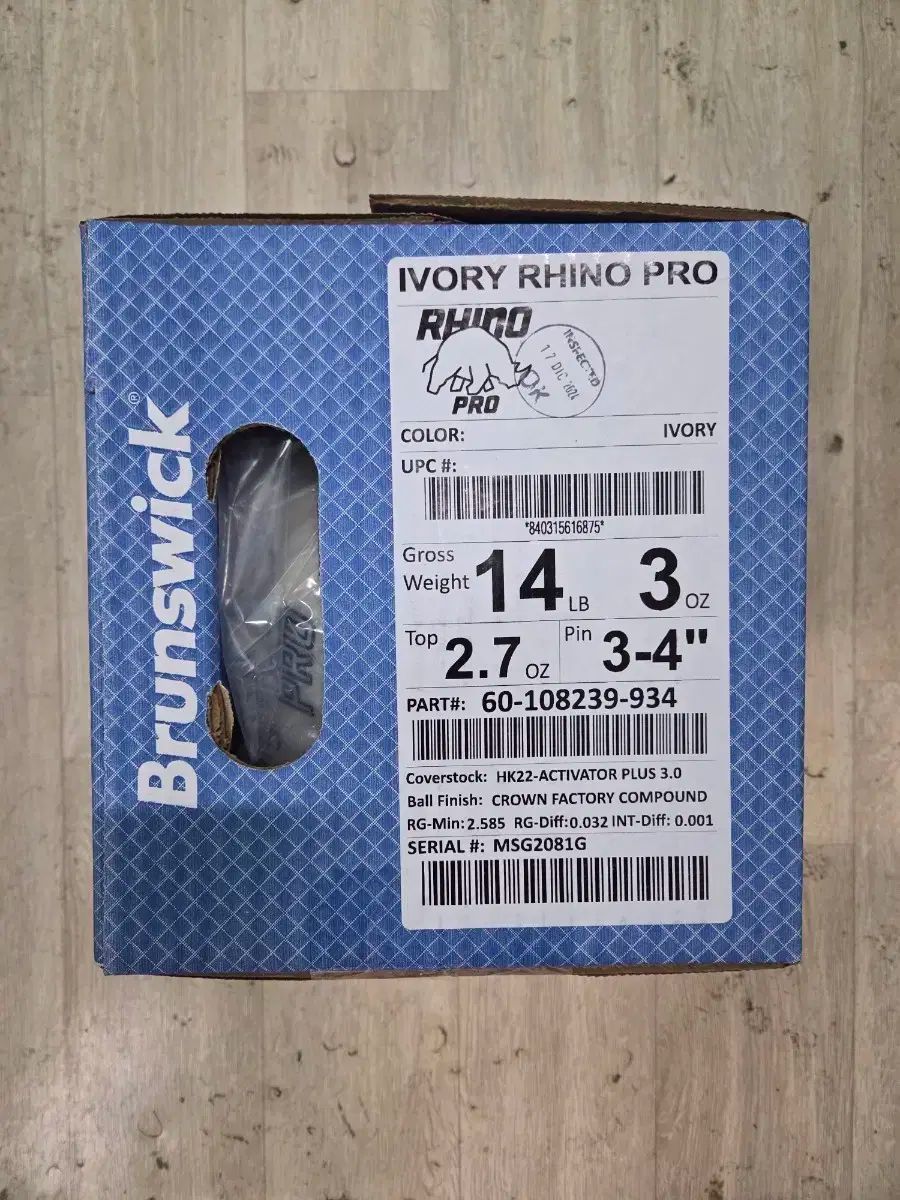 Brunswick®
PRO
IVORY RHINO PRO
RHINO
PRO
INSPECTED
17 DIC 2024
OK
COLOR: IVORY
UPC #:
*840315616875*
Gross Weight 14 LB 3 OZ
Top 2.7 OZ Pin 3-4"
PART#: 60-108239-934
Coverstock: HK22-ACTIVATOR PLUS 3.0
Ball Finish: CROWN FACTORY COMPOUND
RG-Min: 2.585 RG-Diff: 0.032 INT-Diff: 0.001
SERIAL #: MSG2081G